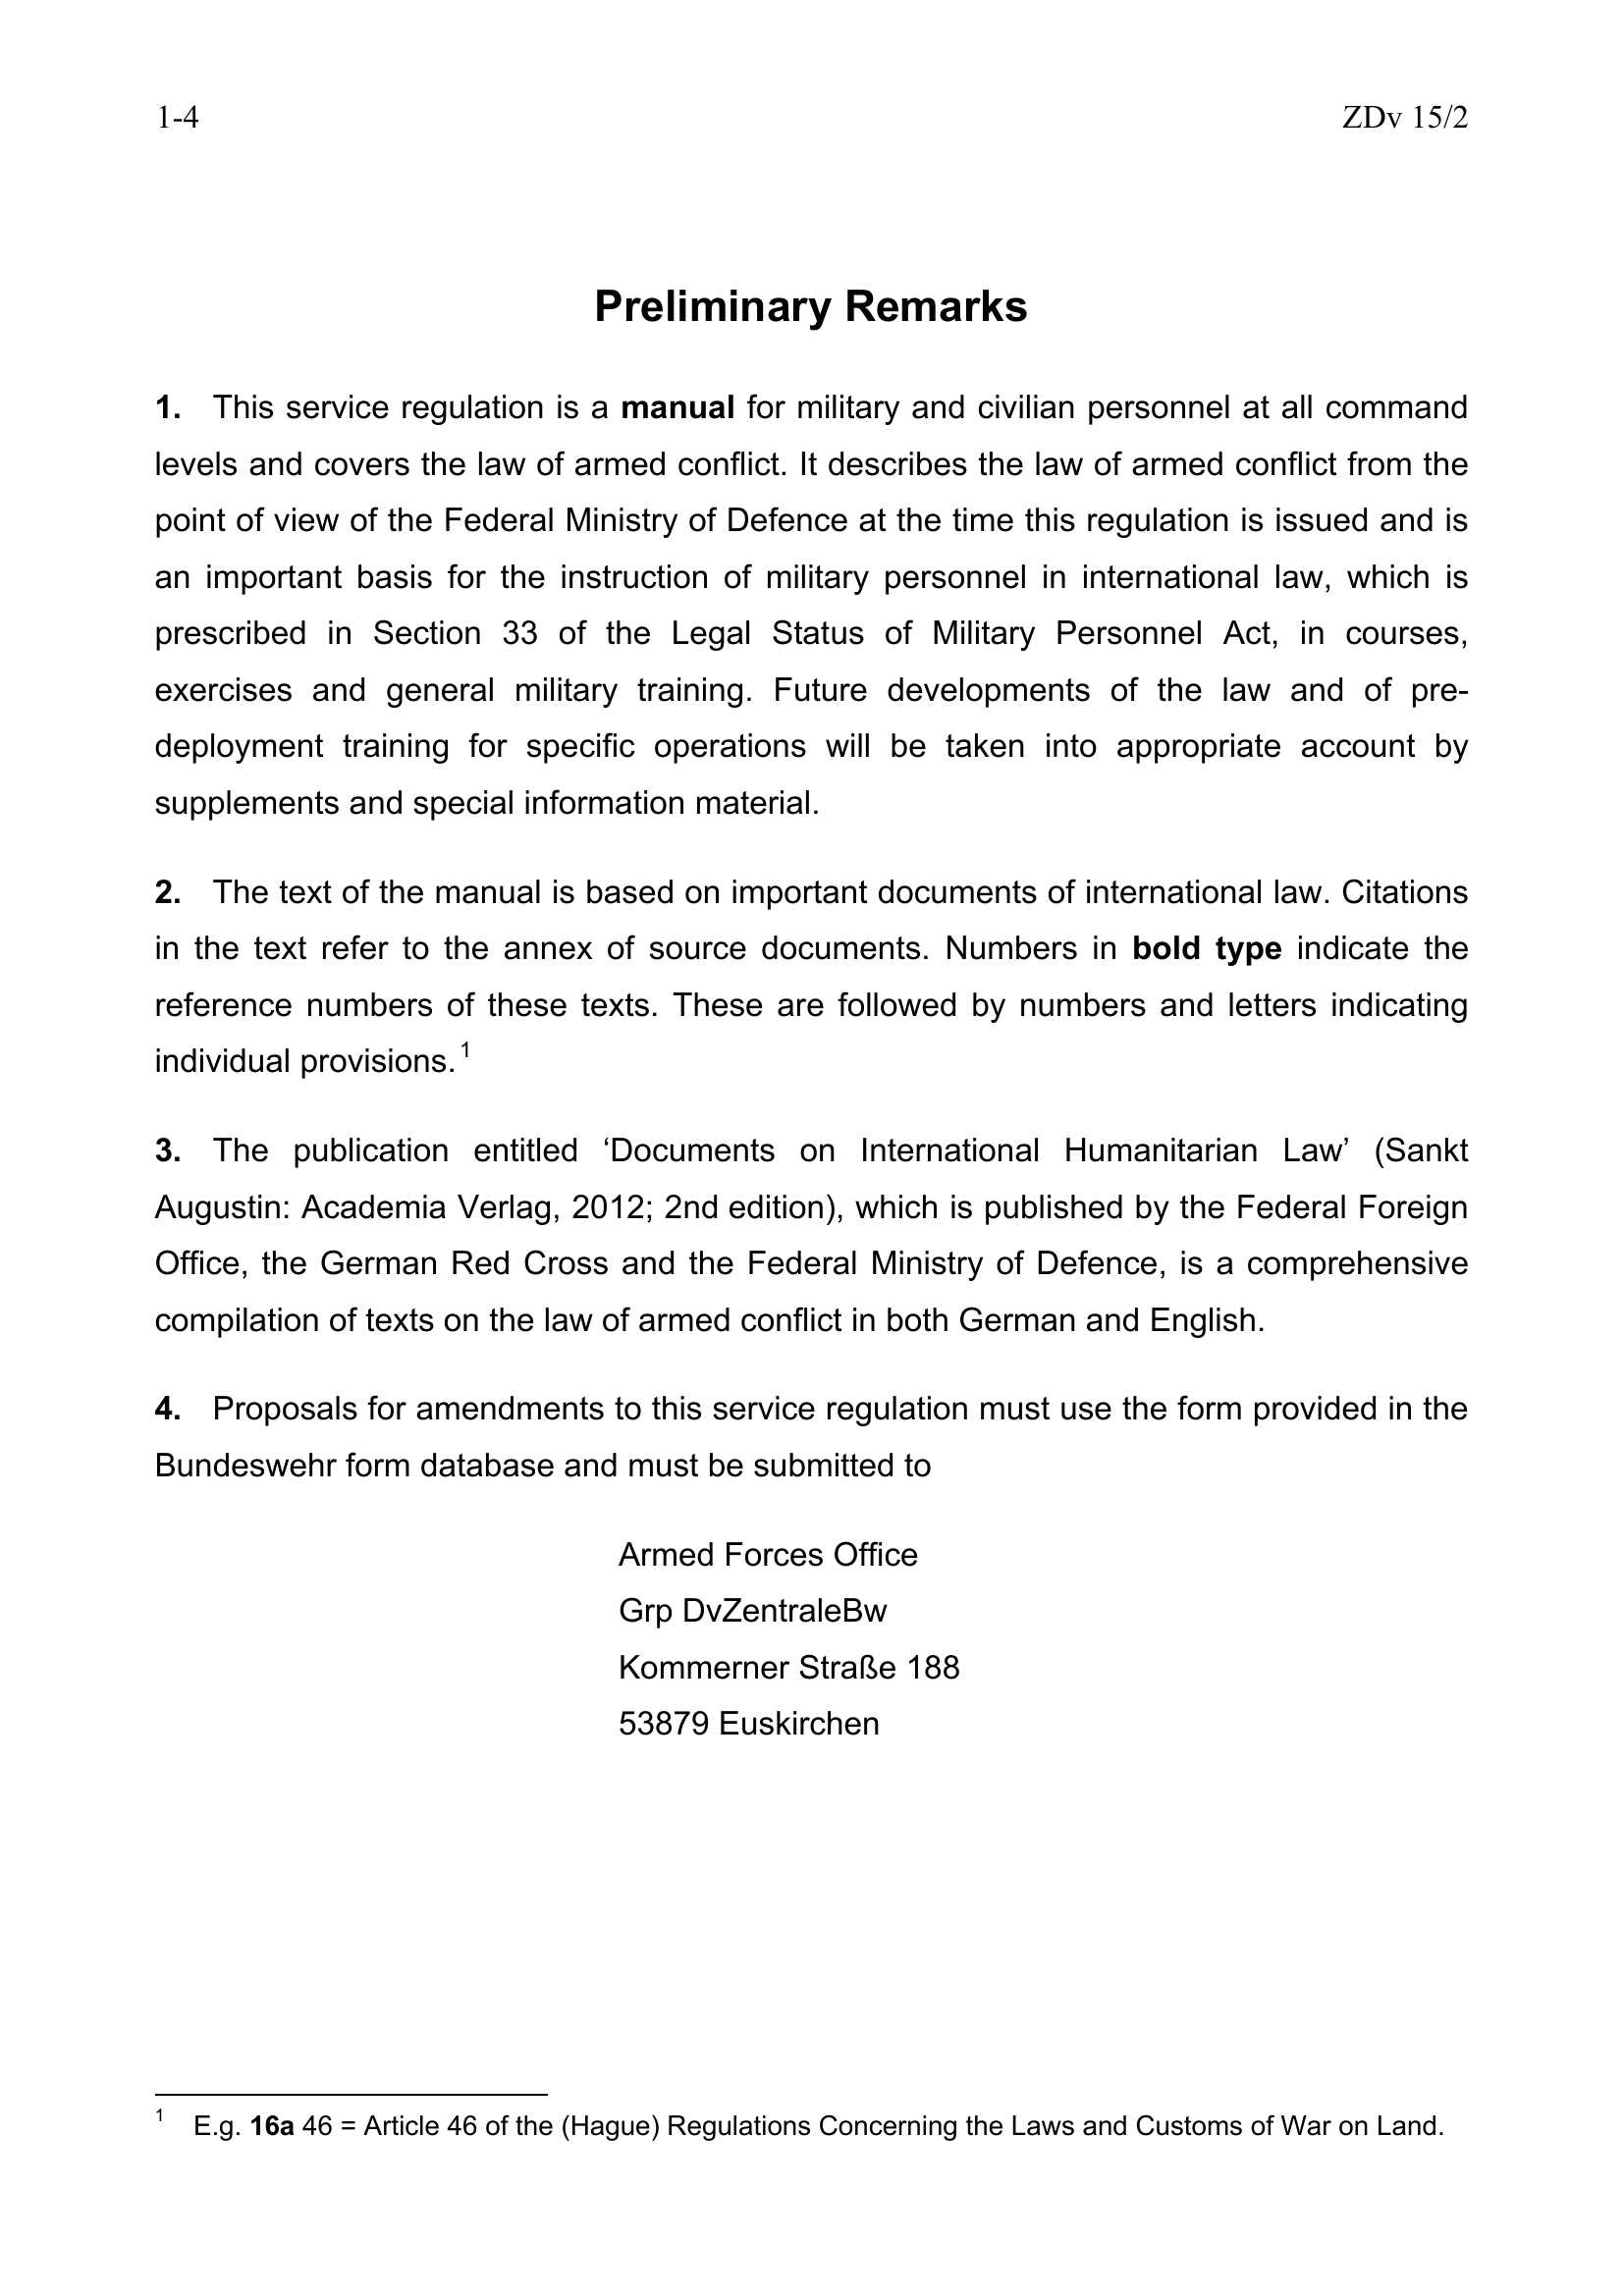 1-4 ZDv 15/2
Preliminary Remarks
1. This service regulation is a manual for military and civilian personnel at all command
levels and covers the law of armed conflict. It describes the law of armed conflict from the
point of view of the Federal Ministry of Defence at the time this regulation is issued and is
an important basis for the instruction of military personnel in international law, which is
prescribed in Section 33 of the Legal Status of Military Personnel Act, in courses,
exercises and general military training. Future developments of the law and of pre-
deployment training for specific operations will be taken into appropriate account by
supplements and special information material.
2. The text of the manual is based on important documents of international law. Citations
in the text refer to the annex of source documents. Numbers in bold type indicate the
reference numbers of these texts. These are followed by numbers and letters indicating
individual provisions. 1
3. The publication entitled ‘Documents on International Humanitarian Law’ (Sankt
Augustin: Academia Verlag, 2012; 2nd edition), which is published by the Federal Foreign
Office, the German Red Cross and the Federal Ministry of Defence, is a comprehensive
compilation of texts on the law of armed conflict in both German and English.
4. Proposals for amendments to this service regulation must use the form provided in the
Bundeswehr form database and must be submitted to
Armed Forces Office
Grp DvZentraleBw
Kommerner Straße 188
53879 Euskirchen
1 E.g. 16a 46 = Article 46 of the (Hague) Regulations Concerning the Laws and Customs of War on Land.